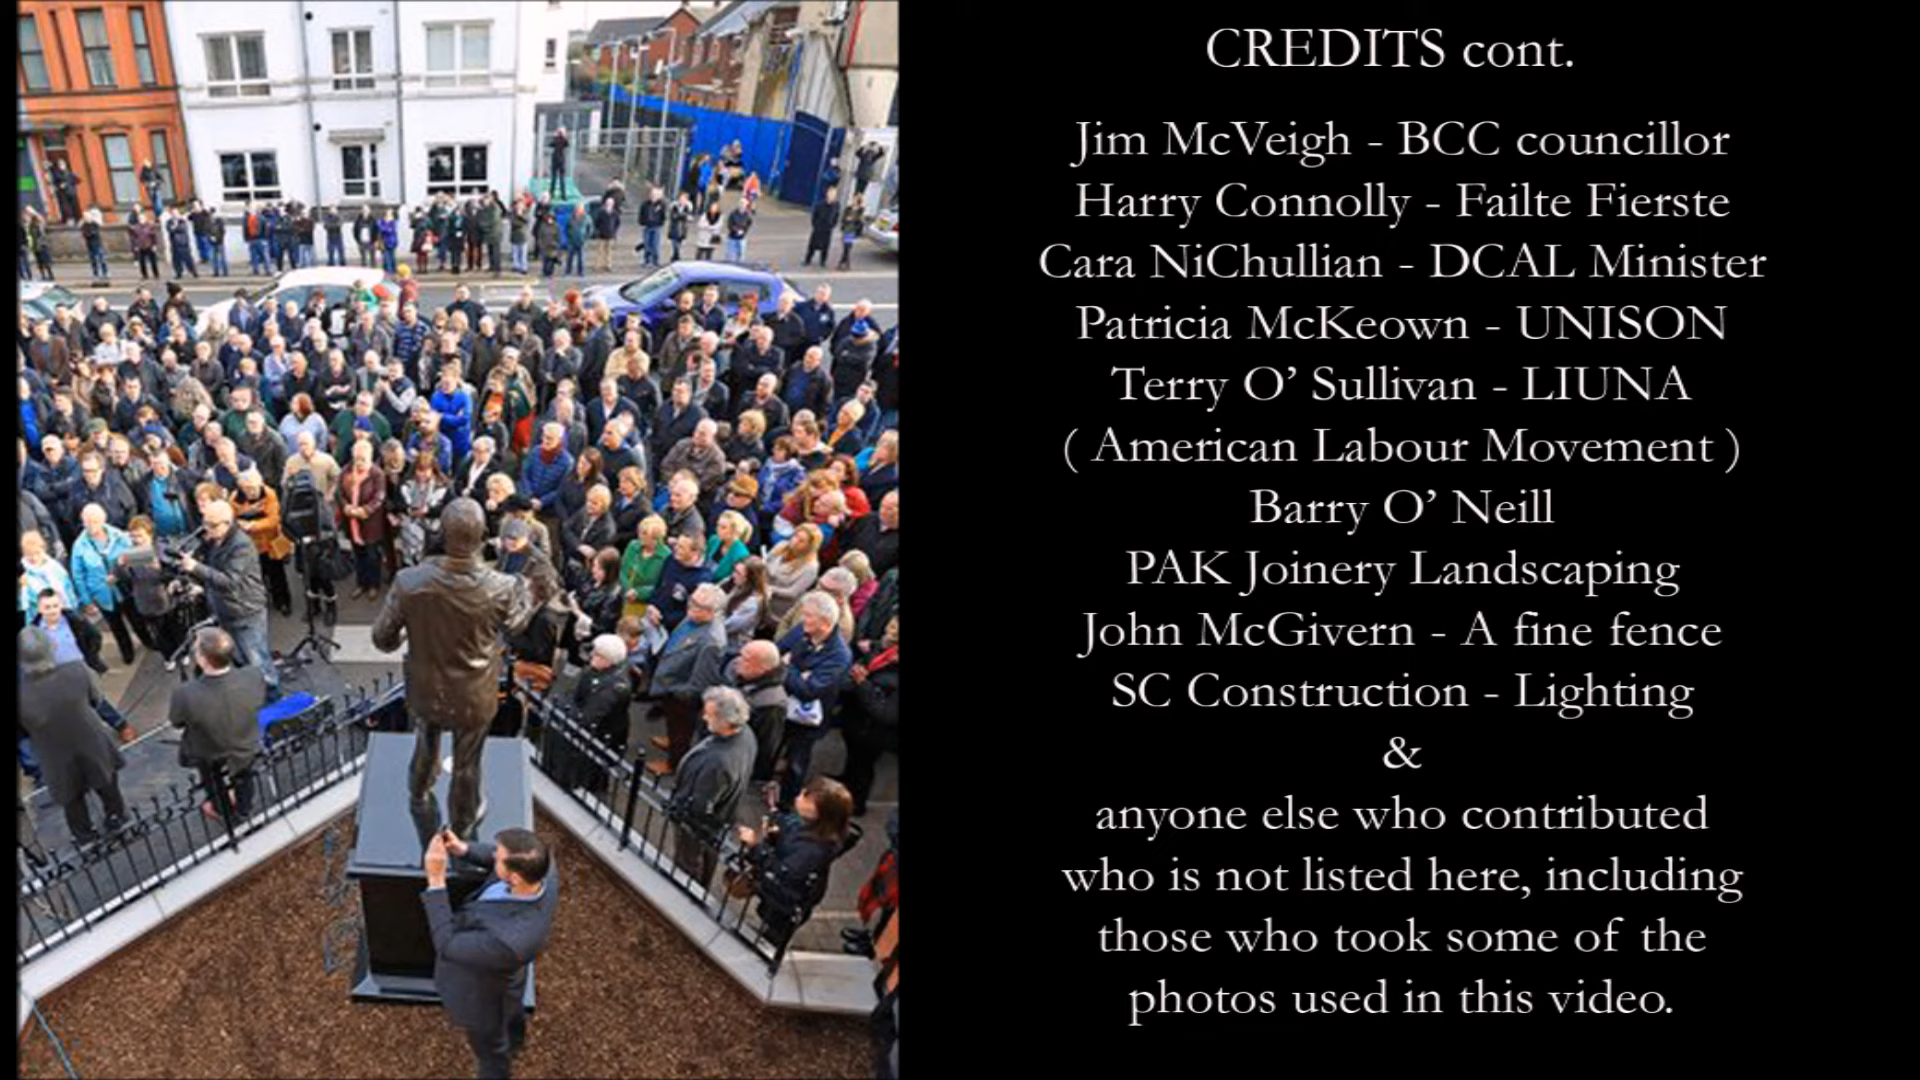 CREDITS cont.
Jim McVeigh - BCC councillor
Harry Connolly - Failte Fierste
Cara NiChullian - DCAL Minister
Patricia McKeown - UNISON
Terry O’ Sullivan - LIUNA
( American Labour Movement )
Barry O’ Neill
PAK Joinery Landscaping
John McGivern - A fine fence
SC Construction - Lighting
&
anyone else who contributed
who is not listed here, including
those who took some of the
photos used in this video.